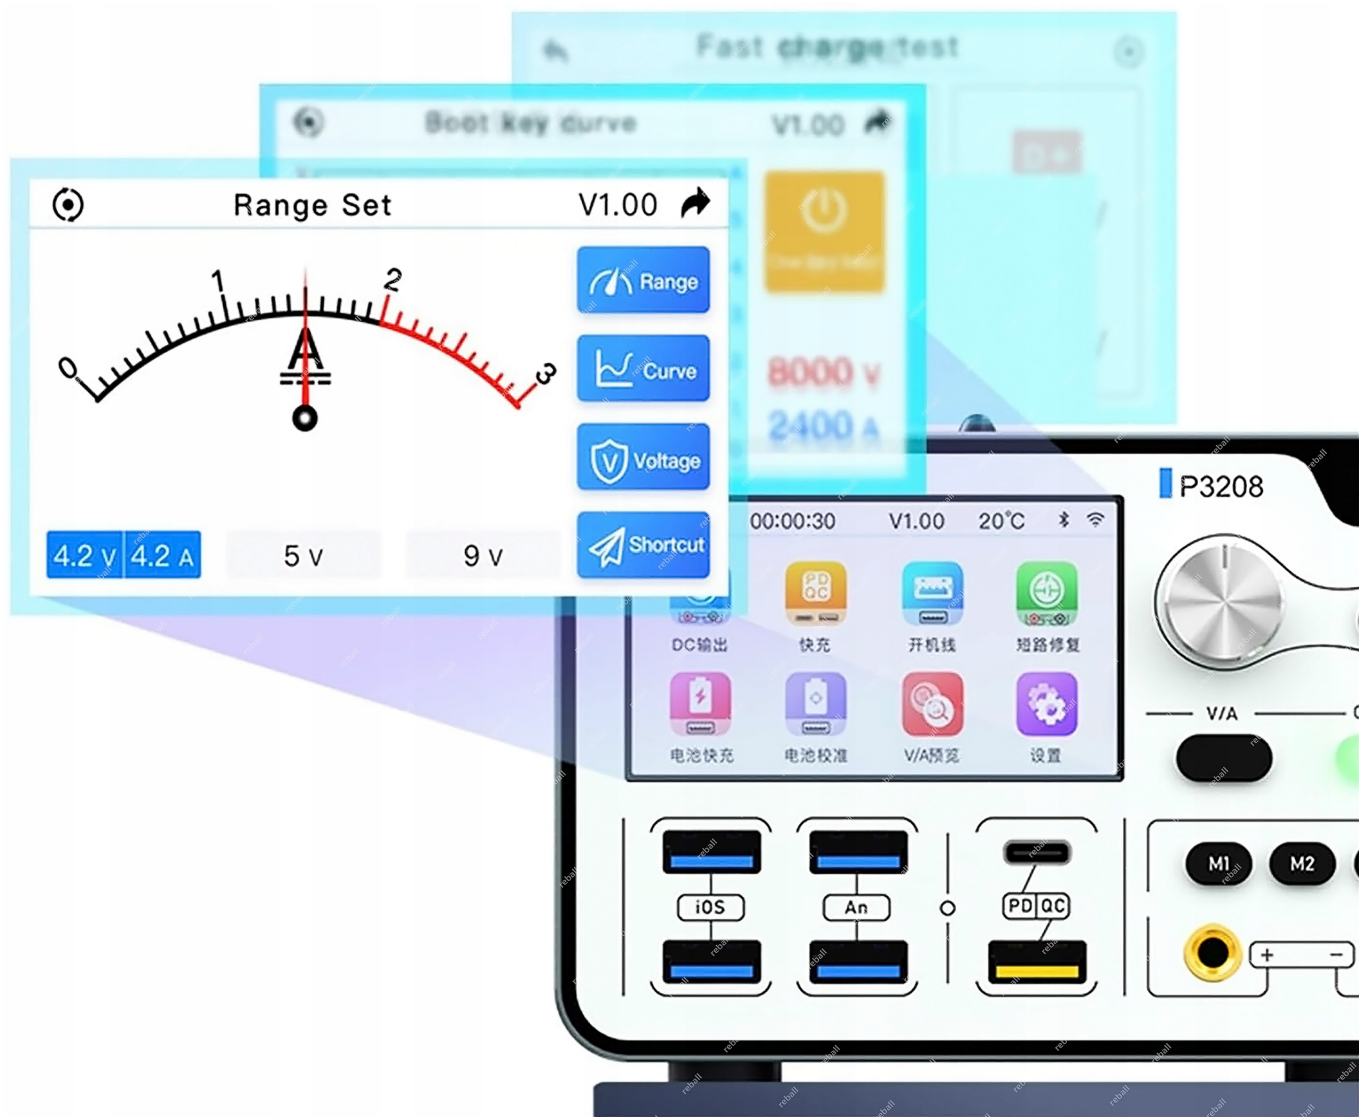 Fast charge test
D+
Boot key curve
V1.00
8000 V
2400 A
Range Set
V1.00
0
1
2
3
A
Range
Curve
Voltage
Shortcut
4.2 V 4.2 A
5 V
9 V
P3208
00:00:30
V1.00
20°C
PD
QC
DC输出
快充
开机线
短路修复
电池快充
电池校准
V/A预览
设置
V/A
iOS
An
PD QC
M1
M2
+ −
reball